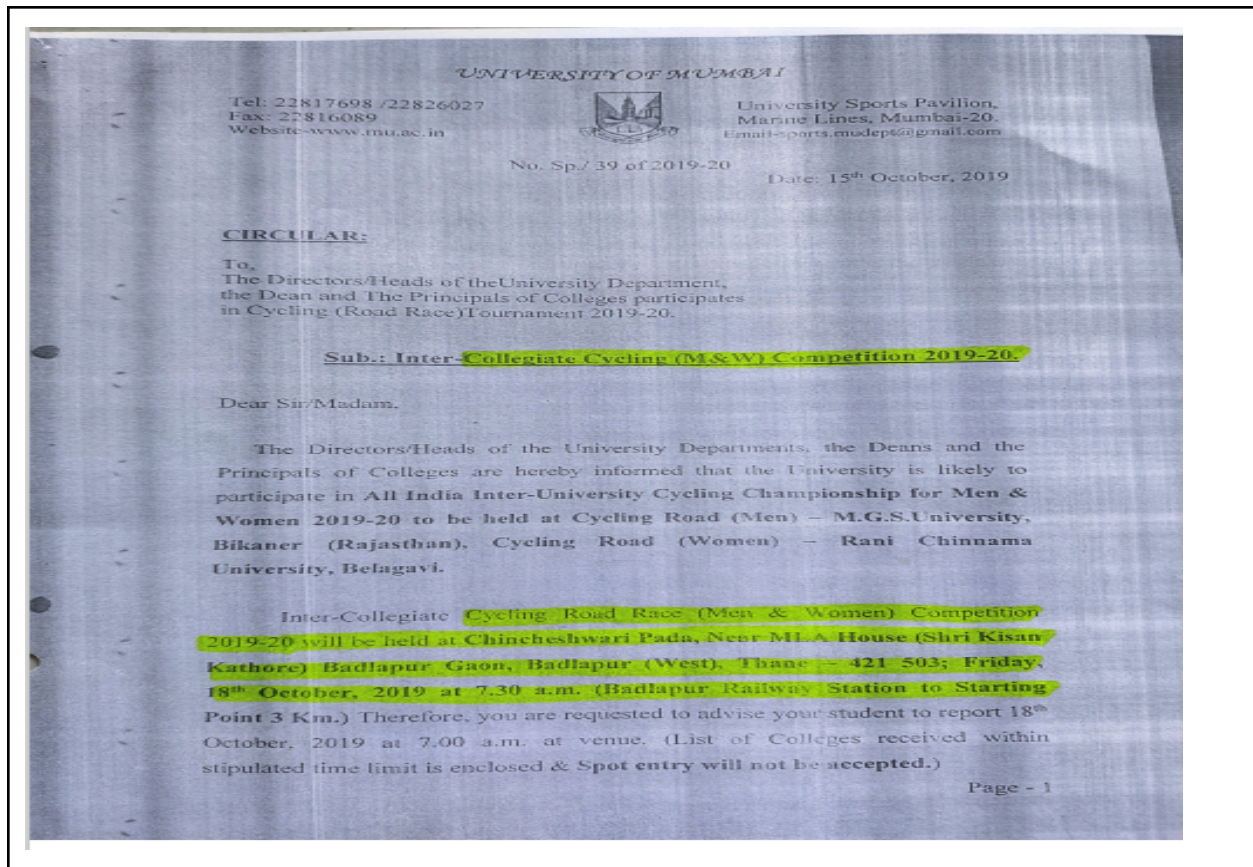 UNIVERSITY OF MUMBAI
Tel: 22817698 /22826027
Fax: 22816089
Website-www.mu.ac.in
University Sports Pavilion,
Marine Lines, Mumbai-20.
Email-sports.mudept@gmail.com
No. Sp./ 39 of 2019-20
Date: 15th October, 2019
CIRCULAR:
To,
The Directors/Heads of theUniversity Department,
the Dean and The Principals of Colleges participates
in Cycling (Road Race)Tournament 2019-20.
Sub.: Inter-Collegiate Cycling (M&W) Competition 2019-20.
Dear Sir/Madam,
The Directors/Heads of the University Departments, the Deans and the
Principals of Colleges are hereby informed that the University is likely to
participate in All India Inter-University Cycling Championship for Men &
Women 2019-20 to be held at Cycling Road (Men) – M.G.S.University,
Bikaner (Rajasthan), Cycling Road (Women) – Rani Chinnama
University, Belagavi.
Inter-Collegiate Cycling Road Race (Men & Women) Competition
2019-20 will be held at Chincheshwari Pada, Near MLA House (Shri Kisan
Kathore) Badlapur Gaon, Badlapur (West), Thane – 421 503; Friday,
18th October, 2019 at 7.30 a.m. (Badlapur Railway Station to Starting
Point 3 Km.) Therefore, you are requested to advise your student to report 18th
October, 2019 at 7.00 a.m. at venue. (List of Colleges received within
stipulated time limit is enclosed & Spot entry will not be accepted.)
Page - 1